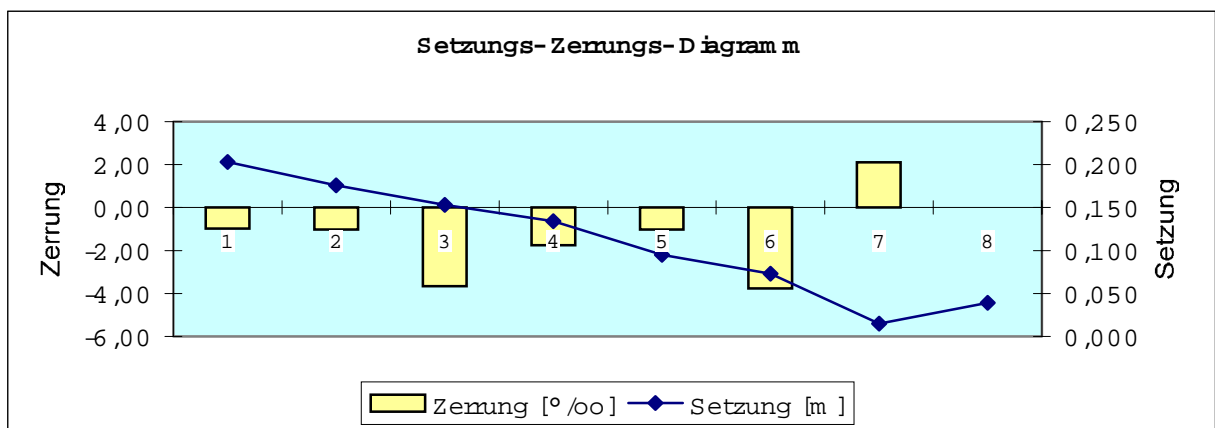 Setzungs-Zerrungs-Diagramm
4,00
2,00
0,00
-2,00
-4,00
-6,00
Zerrung
1 2 3 4 5 6 7 8
0,250
0,200
0,150
0,100
0,050
0,000
Setzung
Zerrung [°/oo] Setzung [m]